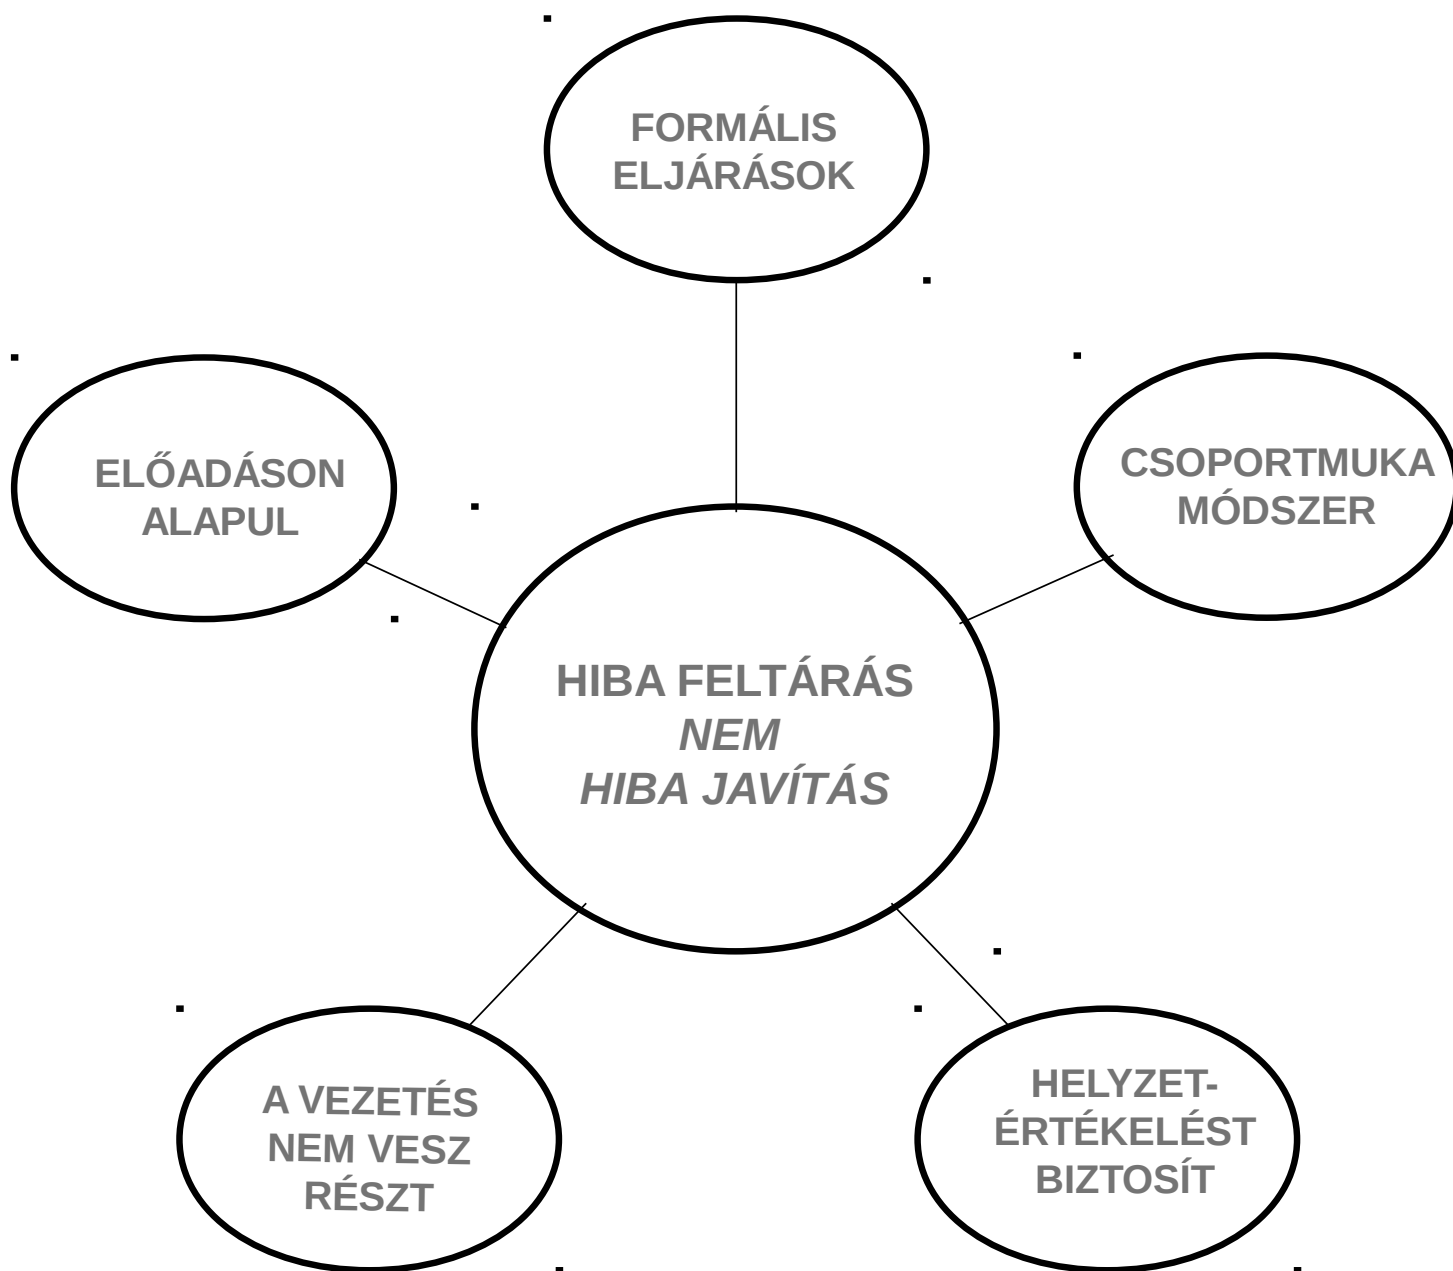 FORMÁLIS
ELJÁRÁSOK
ELŐADÁSON
ALAPUL
CSOPORTMUKA
MÓDSZER
HIBA FELTÁRÁS
NEM
HIBA JAVÍTÁS
A VEZETÉS
NEM VESZ
RÉSZT
HELYZET-
ÉRTÉKELÉST
BIZTOSÍT